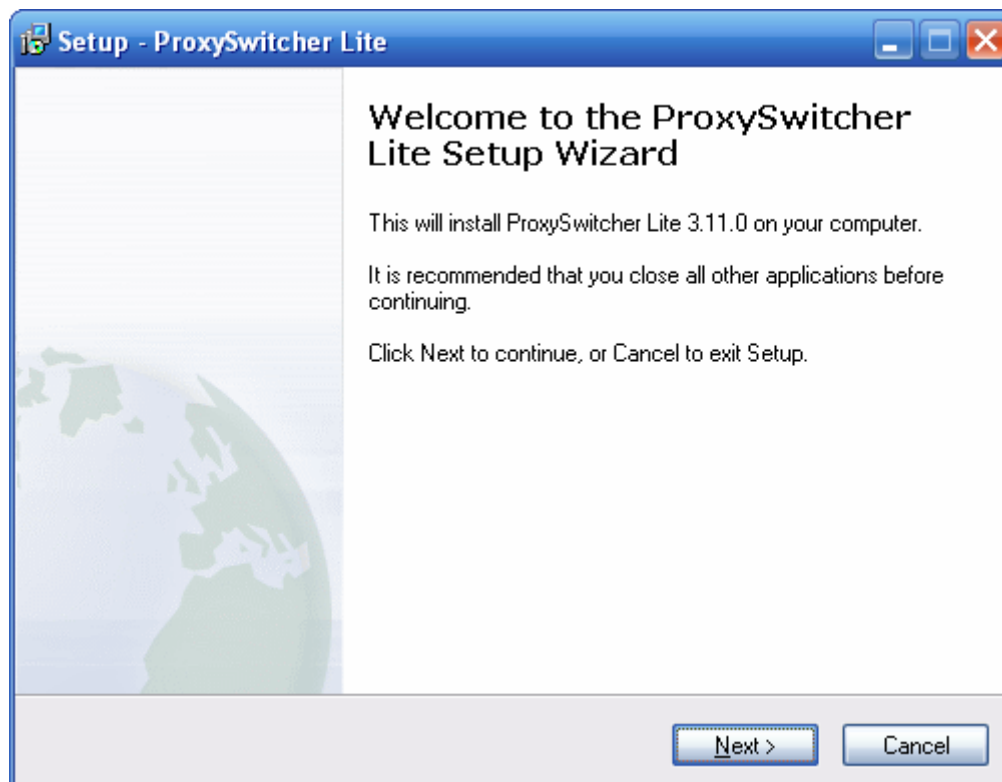 Setup - ProxySwitcher Lite
Welcome to the ProxySwitcher
Lite Setup Wizard
This will install ProxySwitcher Lite 3.11.0 on your computer.
It is recommended that you close all other applications before
continuing.
Click Next to continue, or Cancel to exit Setup.
Next >
Cancel